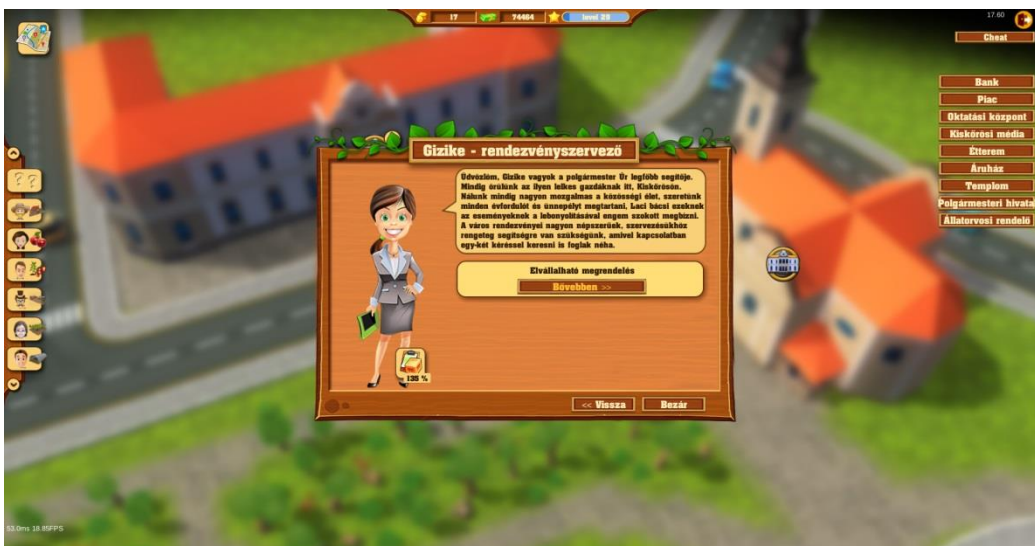 17 74464 level 29
17.60
Cheat
Bank
Piac
Oktatási központ
Kiskőrösi média
Étterem
Áruház
Templom
Polgármesteri hivatal
Állatorvosi rendelő
? ?
Gizike - rendezvényszervező
Üdvözlöm, Gizike vagyok a polgármester Úr legfőbb segítője.
Mindig örülünk az ilyen lelkes gazdáknak itt, Kiskőrösön.
Nálunk mindig nagyon mozgalmas a közösségi élet, szeretünk
minden évfordulót és ünnepélyt megtartani, Laci bácsi ezeknek
az eseményeknek a lebonyolításával engem szokott megbízni.
A város rendezvényei nagyon népszerűek, szervezésükhöz
rengeteg segítségre van szükségünk, amivel kapcsolatban
egy-két kéréssel keresni is foglak néha.
Elvállalható megrendelés
Bővebben >>
135 %
<< Vissza Bezár
53.0ms 18.85FPS